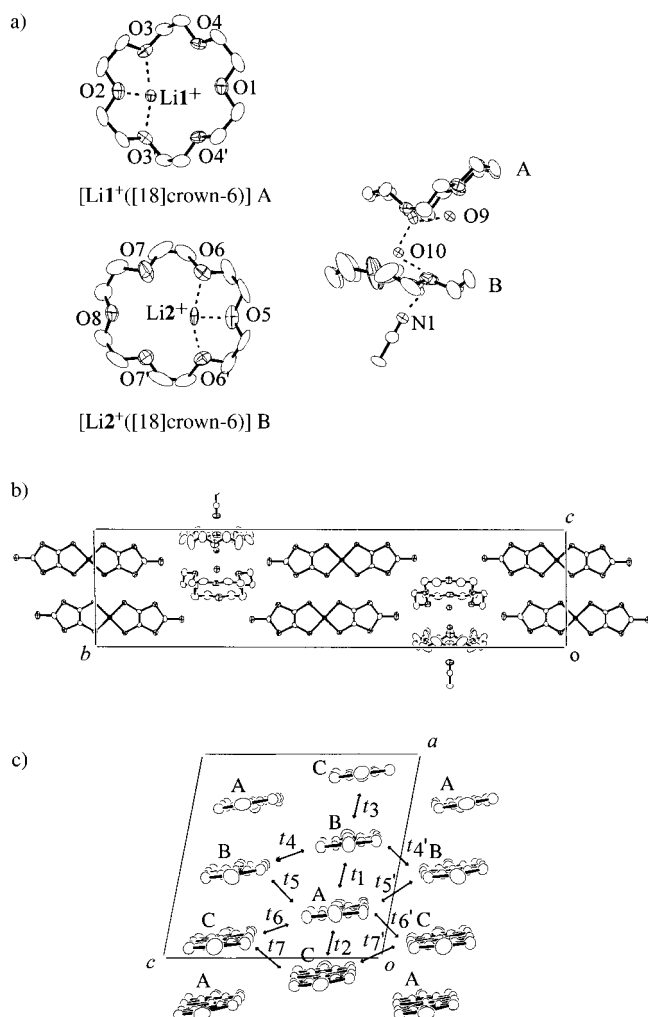 a)
O3 O4
O2 Li1+ O1
O3' O4'
[Li1+([18]crown-6)] A
O7 O6
Li2+
O8 O5
O7' O6'
[Li2+([18]crown-6)] B
A
O9
O10
B
N1
b)
c
b o
c)
a
C
A A
t3
B
t4 t4'
B B
t1
t5 t5'
A
C t6 t6' C
t7 t2 t7'
C
c o
A A